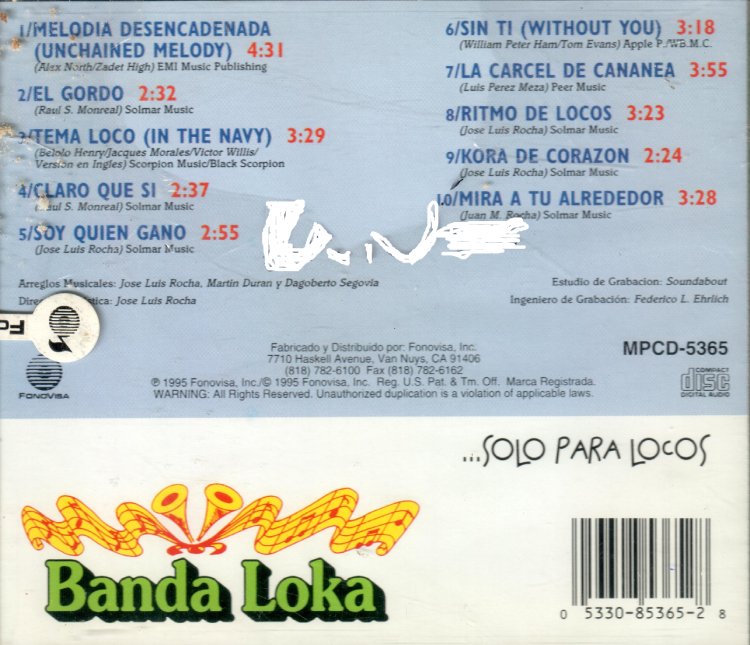 1/MELODIA DESENCADENADA
(UNCHAINED MELODY) 4:31
(Alax North/Zadet High) EMI Music Publishing
2/EL GORDO 2:32
(Raul S. Monreal) Solmar Music
3/TEMA LOCO (IN THE NAVY) 3:29
(Belolo Henry/Jacques Morales/Victor Willis/
Versión en Ingles) Scorpion Music/Black Scorpion
4/CLARO QUE SI 2:37
(Raul S. Monreal) Solmar Music
5/SOY QUIEN GANO 2:55
(Jose Luis Rocha) Solmar Music
6/SIN TI (WITHOUT YOU) 3:18
(William Peter Ham/Tom Evans) Apple P./W.B.M.C.
7/LA CARCEL DE CANANEA 3:55
(Luis Perez Meza) Peer Music
8/RITMO DE LOCOS 3:23
(Jose Luis Rocha) Solmar Music
9/KORA DE CORAZON 2:24
(Jose Luis Rocha) Solmar Music
10/MIRA A TU ALREDEDOR 3:28
(Juan M. Rocha) Solmar Music
Arreglos Musicales: Jose Luis Rocha, Martin Duran y Dagoberto Segovia
Jose Luis Rocha
Estudio de Grabacion: Soundabout
Ingeniero de Grabación: Federico L. Ehrlich
Fabricado y Distribuido por: Fonovisa, Inc.
7710 Haskell Avenue, Van Nuys, CA 91406
(818) 782-6100 Fax (818) 782-6162
℗ 1995 Fonovisa, Inc./© 1995 Fonovisa, Inc. Reg. U.S. Pat. & Tm. Off. Marca Registrada.
WARNING: All Rights Reserved. Unauthorized duplication is a violation of applicable laws.
MPCD-5365
COMPACT
disc
DIGITAL AUDIO
FONOVISA
...SOLO PARA LOCOS
Banda Loka
0 5330-85365-2 8